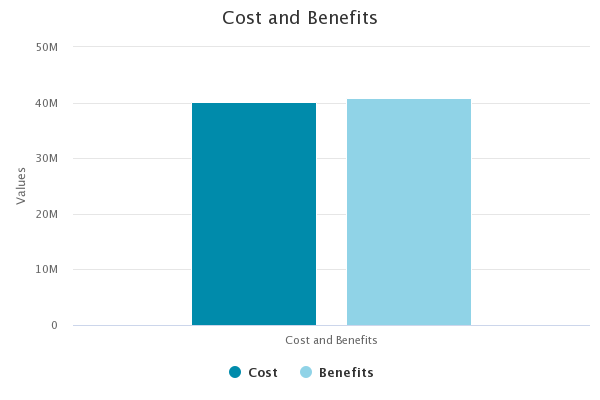 Cost and Benefits
50M
40M
30M
20M
10M
0
Values
Cost and Benefits
Cost
Benefits